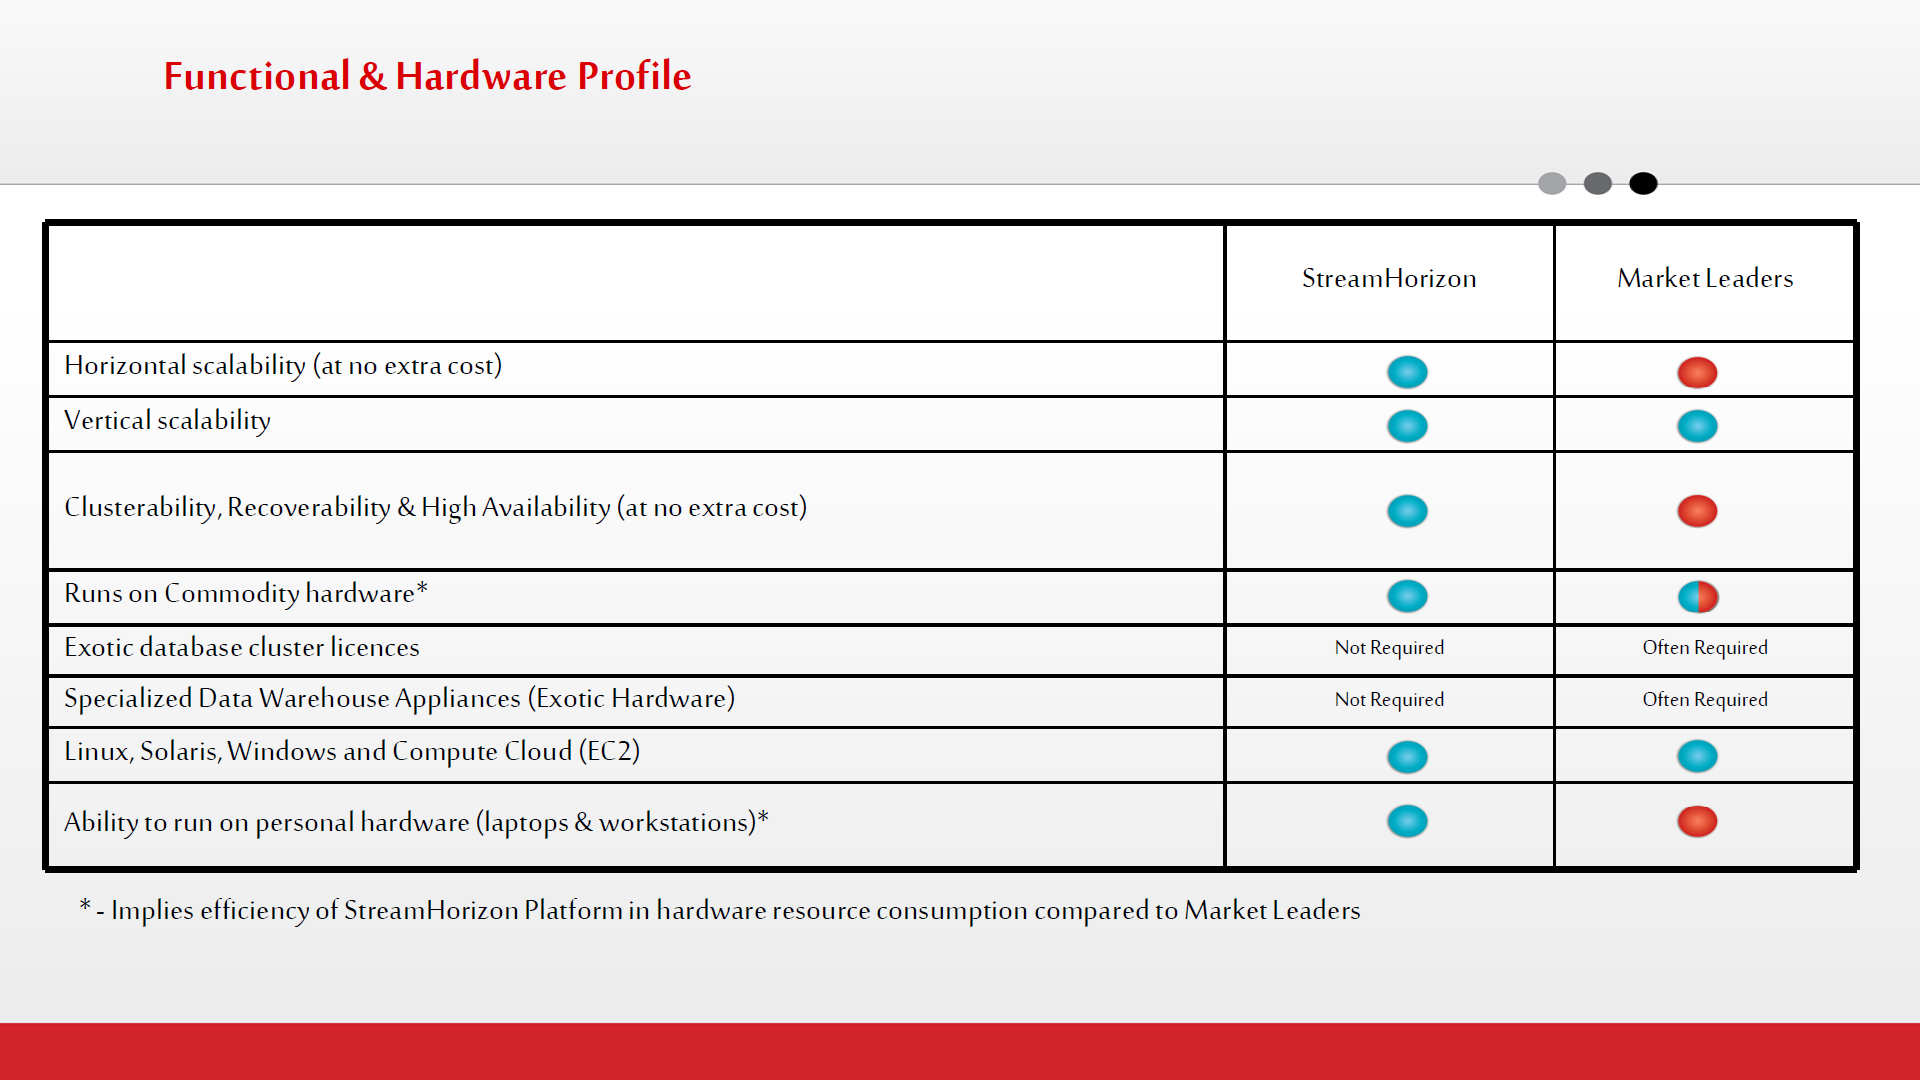 Functional & Hardware Profile
StreamHorizon
Market Leaders
Horizontal scalability (at no extra cost)
Vertical scalability
Clusterability, Recoverability & High Availability (at no extra cost)
Runs on Commodity hardware*
Exotic database cluster licences
Not Required
Often Required
Specialized Data Warehouse Appliances (Exotic Hardware)
Not Required
Often Required
Linux, Solaris, Windows and Compute Cloud (EC2)
Ability to run on personal hardware (laptops & workstations)*
* - Implies efficiency of StreamHorizon Platform in hardware resource consumption compared to Market Leaders